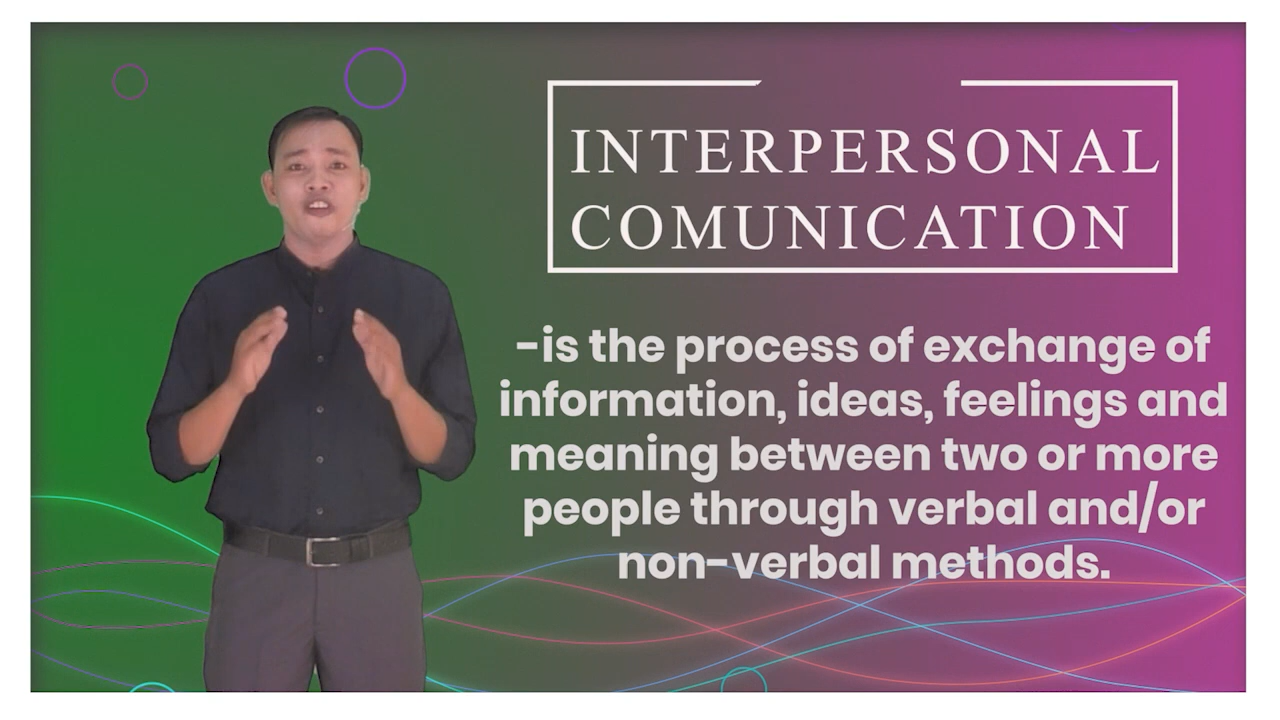 INTERPERSONAL
COMUNICATION
-is the process of exchange of
information, ideas, feelings and
meaning between two or more
people through verbal and/or
non-verbal methods.